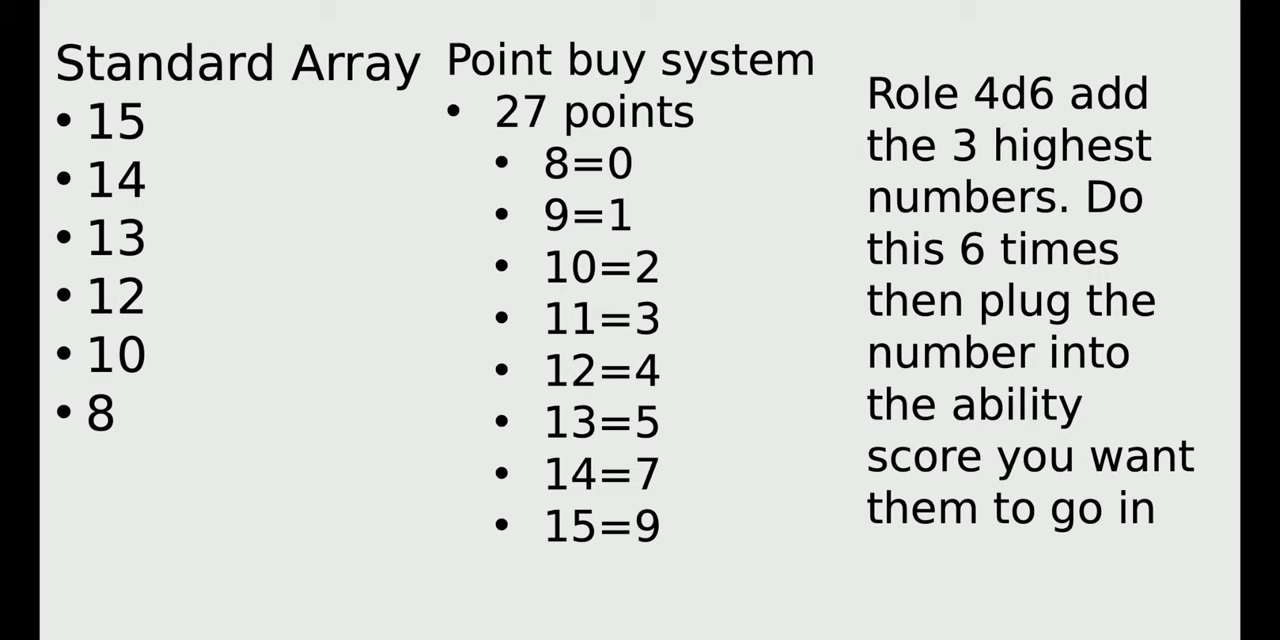 Standard Array
• 15
• 14
• 13
• 12
• 10
• 8
Point buy system
• 27 points
• 8=0
• 9=1
• 10=2
• 11=3
• 12=4
• 13=5
• 14=7
• 15=9
Role 4d6 add
the 3 highest
numbers. Do
this 6 times
then plug the
number into
the ability
score you want
them to go in